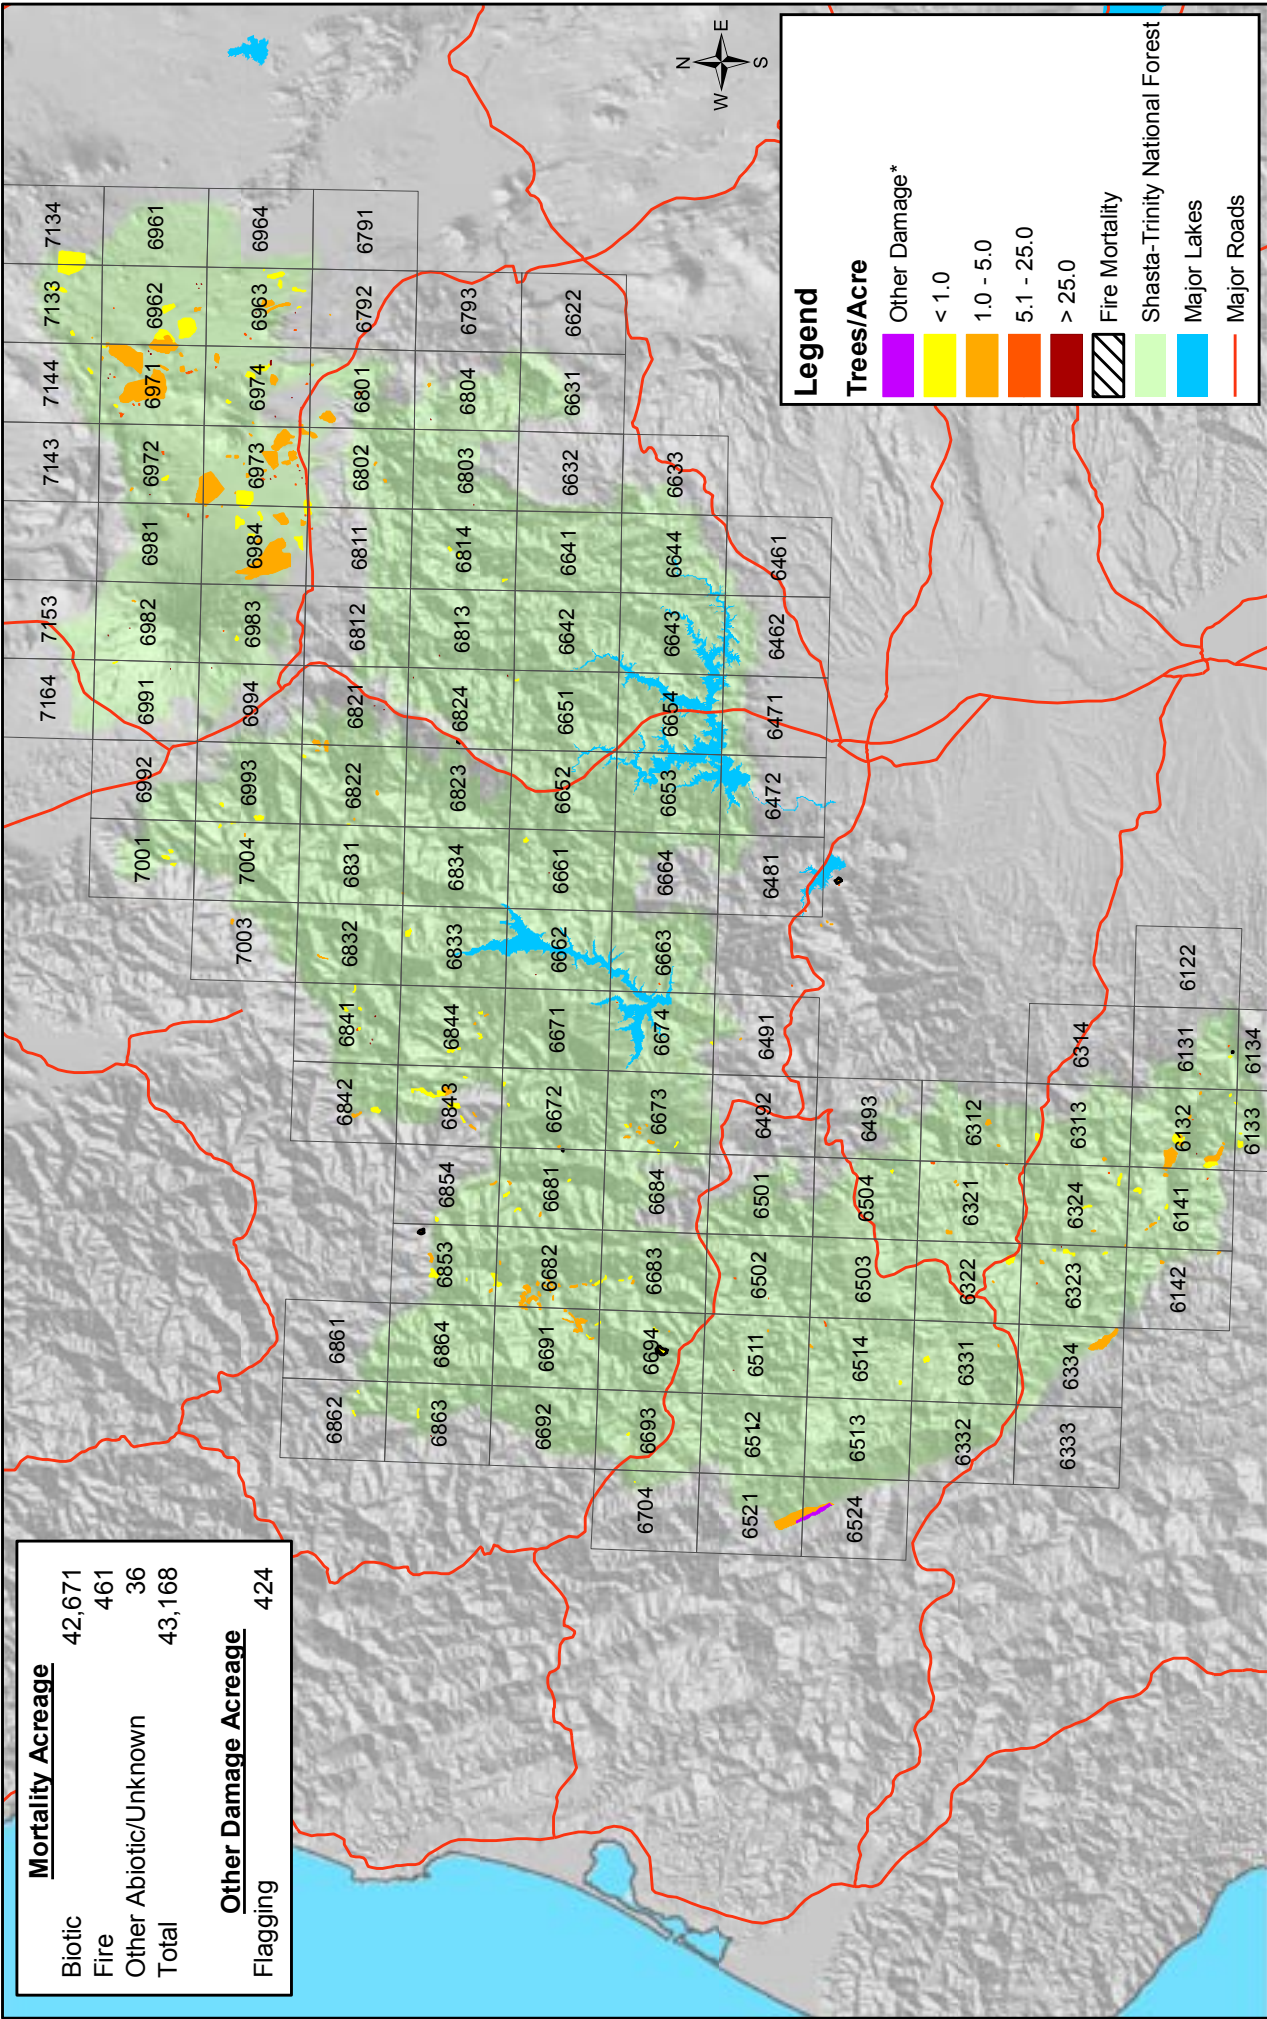 Mortality Acreage
Biotic 42,671
Fire 461
Other Abiotic/Unknown 36
Total 43,168
Other Damage Acreage
Flagging 424
N
W E
S
Legend
Trees/Acre
Other Damage*
< 1.0
1.0 - 5.0
5.1 - 25.0
> 25.0
Fire Mortality
Shasta-Trinity National Forest
Major Lakes
Major Roads
7164 7153 7143 7144 7133 7134
6992 6991 6982 6981 6972 6971 6962 6961
7001
7003 7004 6993 6994 6983 6984 6973 6974 6963 6964
6862 6861 6842 6841 6832 6831 6822 6821 6812 6811 6802 6801 6792 6791
6863 6864 6853 6854 6843 6844 6833 6834 6823 6824 6813 6814 6803 6804 6793
6692 6691 6682 6681 6672 6671 6662 6661 6652 6651 6642 6641 6632 6631 6622
6704 6693 6694 6683 6684 6673 6674 6663 6664 6653 6654 6643 6644 6633
6521 6512 6511 6502 6501 6492 6491 6481 6472 6471 6462 6461
6524 6513 6514 6503 6504 6493
6332 6331 6322 6321 6312
6333 6334 6323 6324 6313 6314
6142 6141 6132 6131 6122
6133 6134